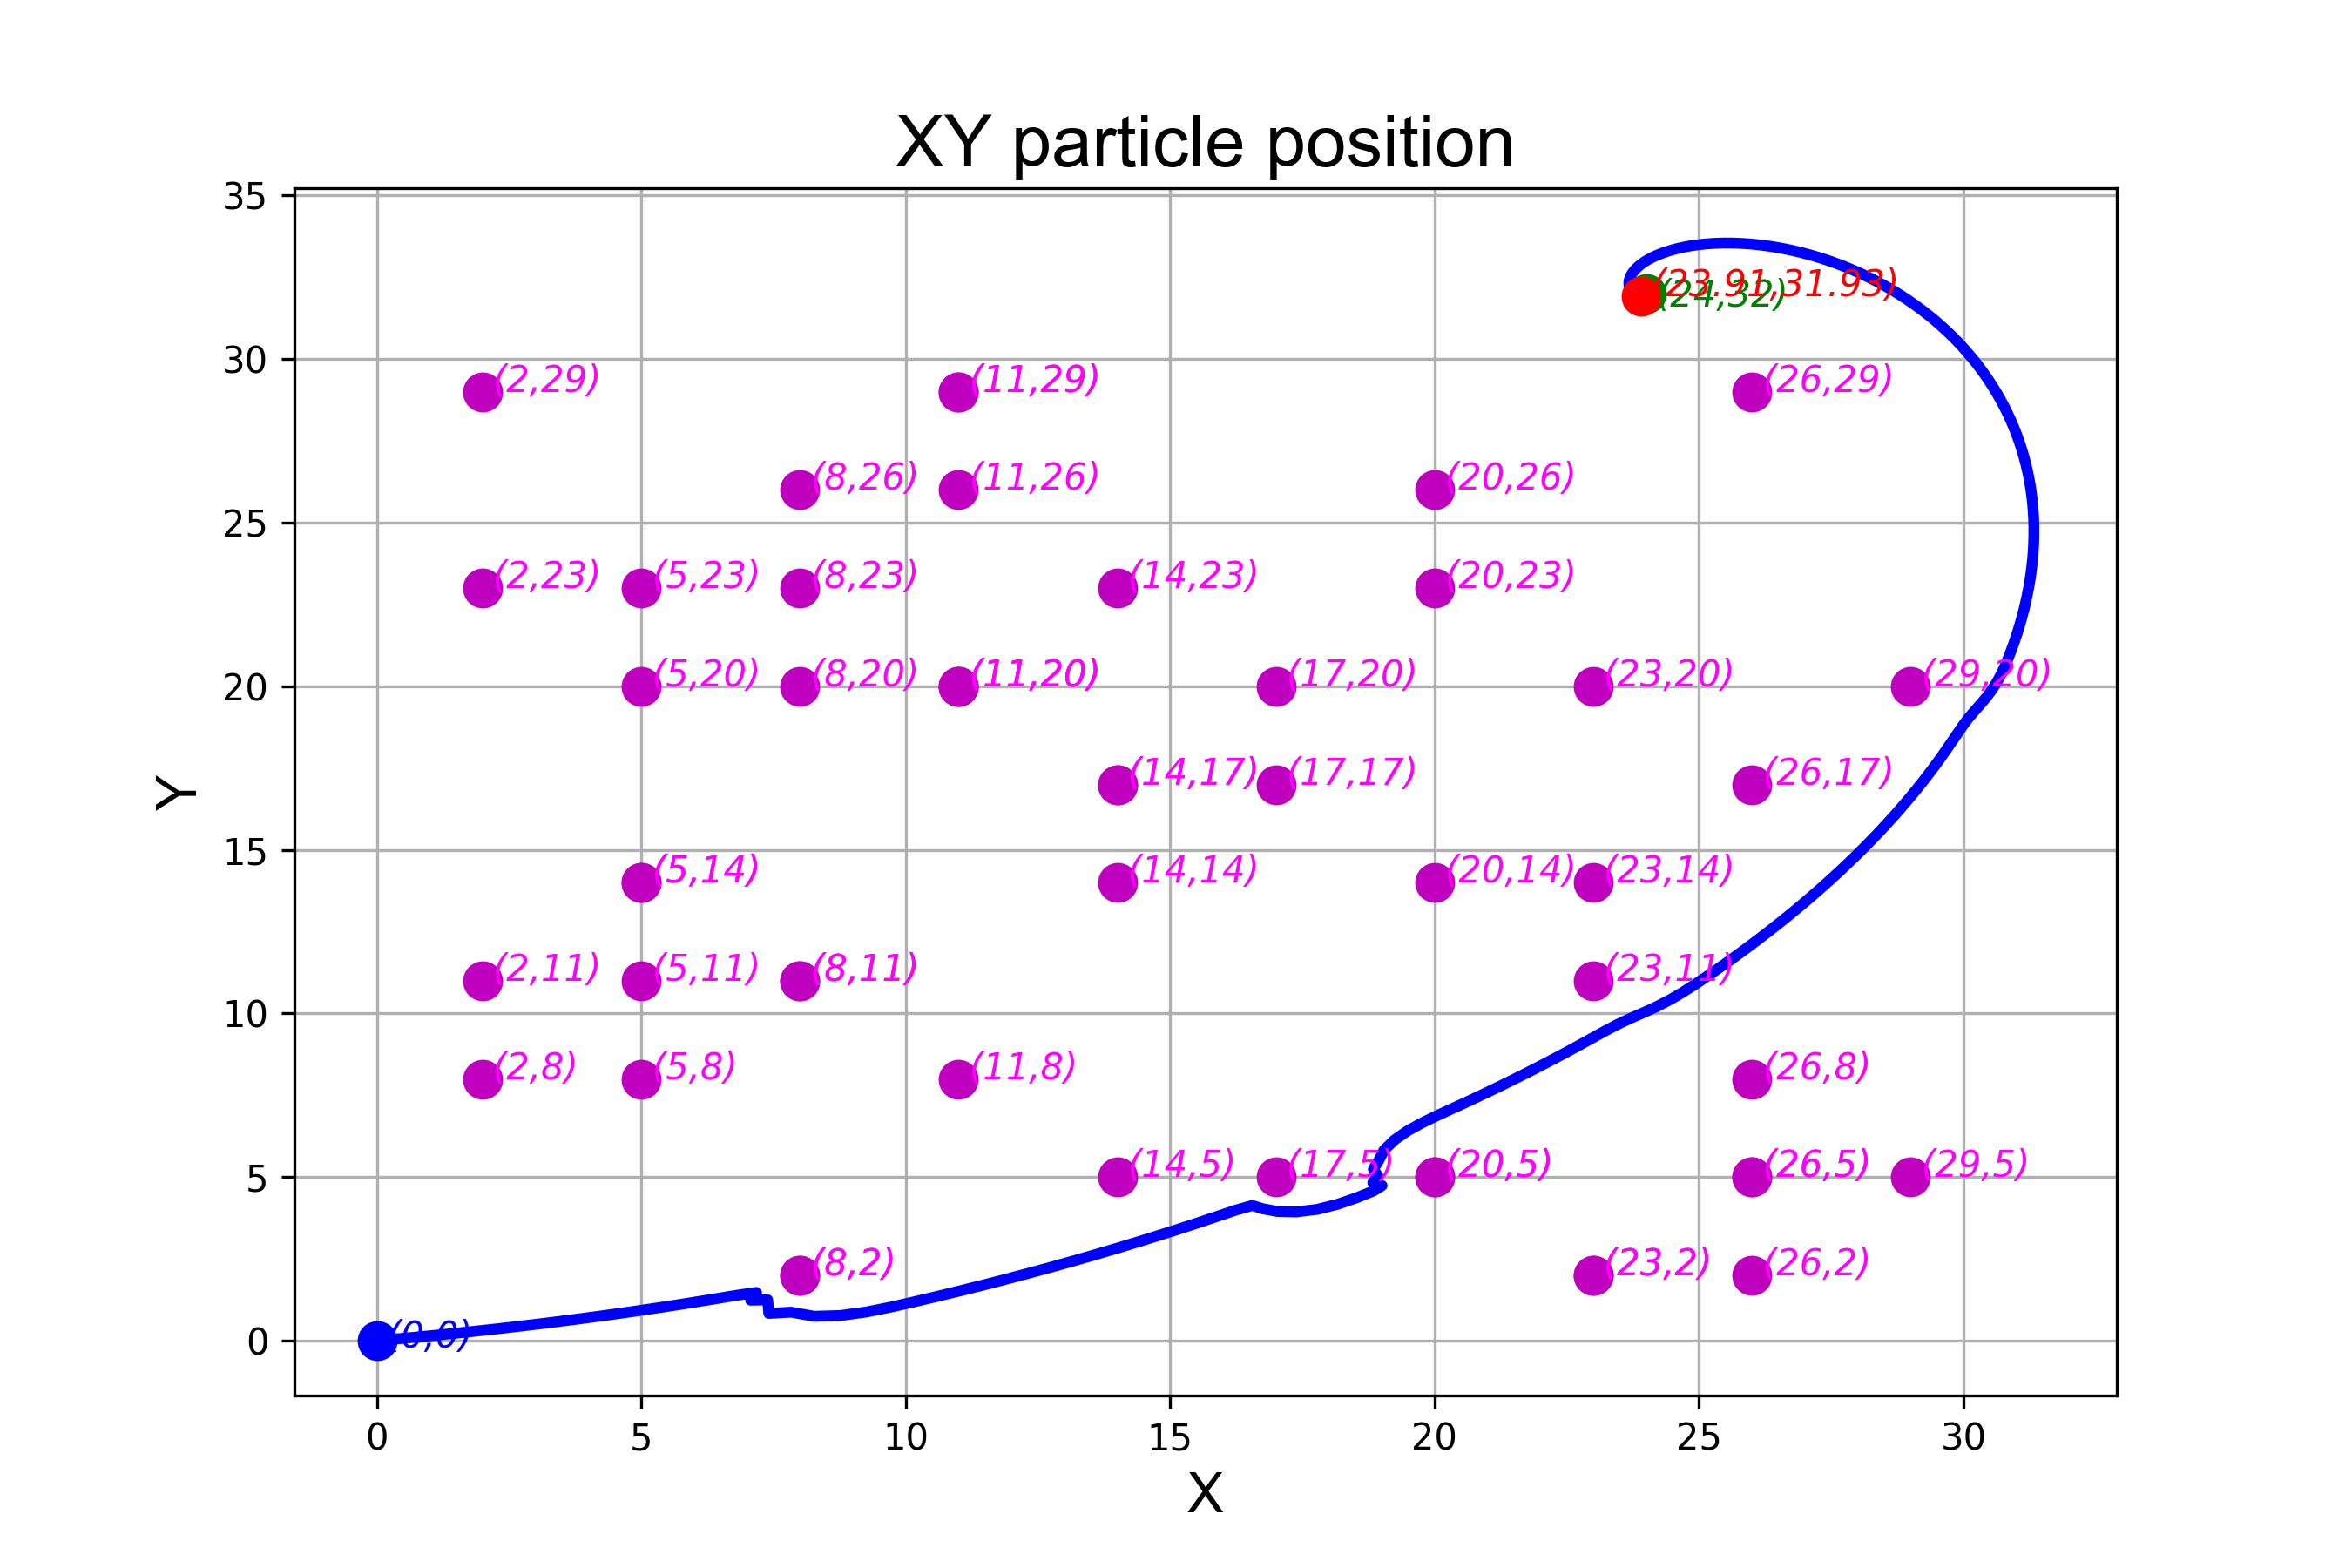 XY particle position
35
(23.91,31.93)
(24,32)
30
(2,29) (11,29) (26,29)
(8,26) (11,26) (20,26)
25
(2,23) (5,23) (8,23) (14,23) (20,23)
20
(5,20) (8,20) (11,20) (17,20) (23,20) (29,20)
(14,17) (17,17) (26,17)
Y
15
(5,14) (14,14) (20,14) (23,14)
(2,11) (5,11) (8,11) (23,11)
10
(2,8) (5,8) (11,8) (26,8)
5
(14,5) (17,5) (20,5) (26,5) (29,5)
(8,2) (23,2) (26,2)
0
(0,0)
0 5 10 15 20 25 30
X